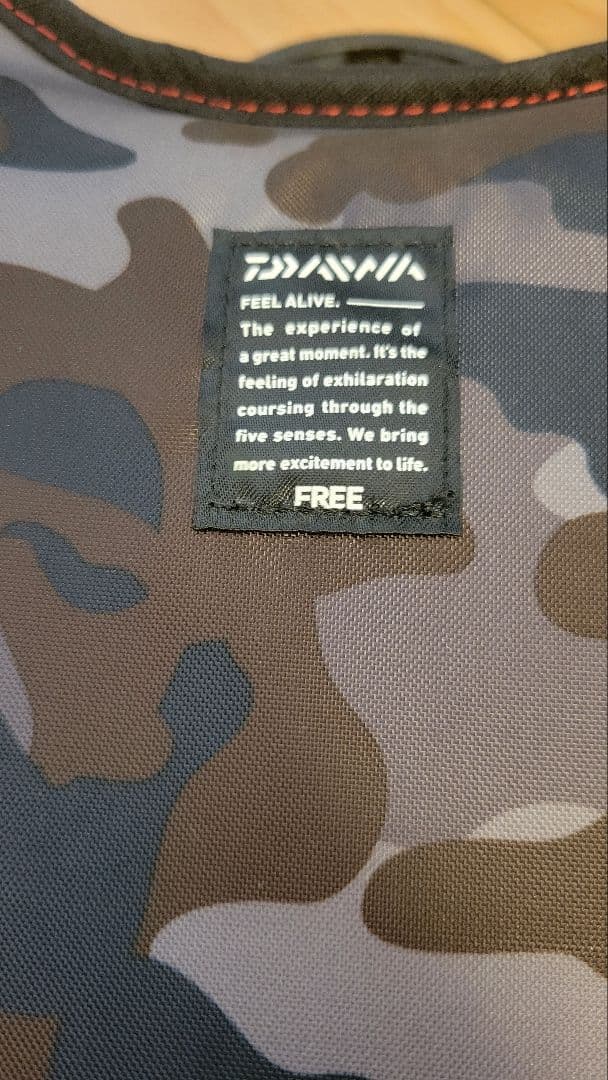 DAIWA
FEEL ALIVE.
The experience of
a great moment. It's the
feeling of exhilaration
coursing through the
five senses. We bring
more excitement to life.
FREE